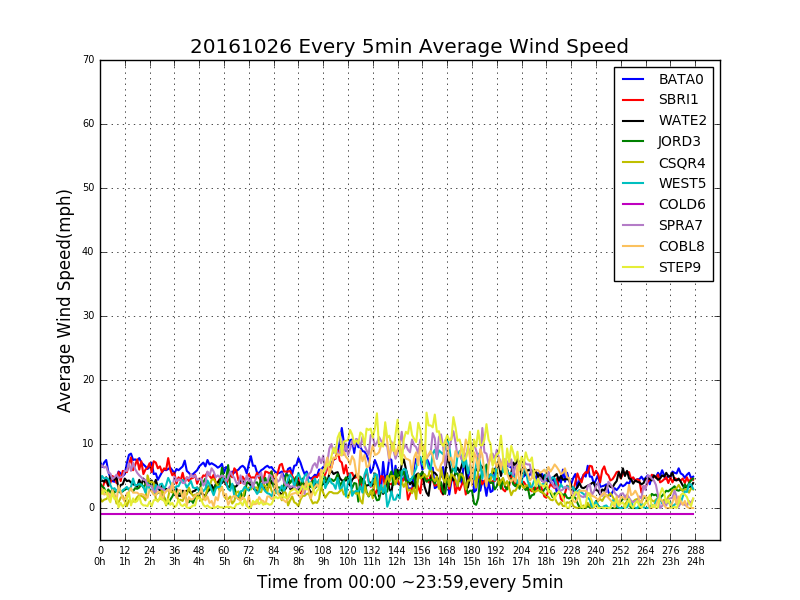 20161026 Every 5min Average Wind Speed
70
60
50
40
30
20
10
0
Average Wind Speed(mph)
BATA0
SBRI1
WATE2
JORD3
CSQR4
WEST5
COLD6
SPRA7
COBL8
STEP9
0 12 24 36 48 60 72 84 96 108 120 132 144 156 168 180 192 204 216 228 240 252 264 276 288
0h 1h 2h 3h 4h 5h 6h 7h 8h 9h 10h 11h 12h 13h 14h 15h 16h 17h 18h 19h 20h 21h 22h 23h 24h
Time from 00:00 ~23:59,every 5min